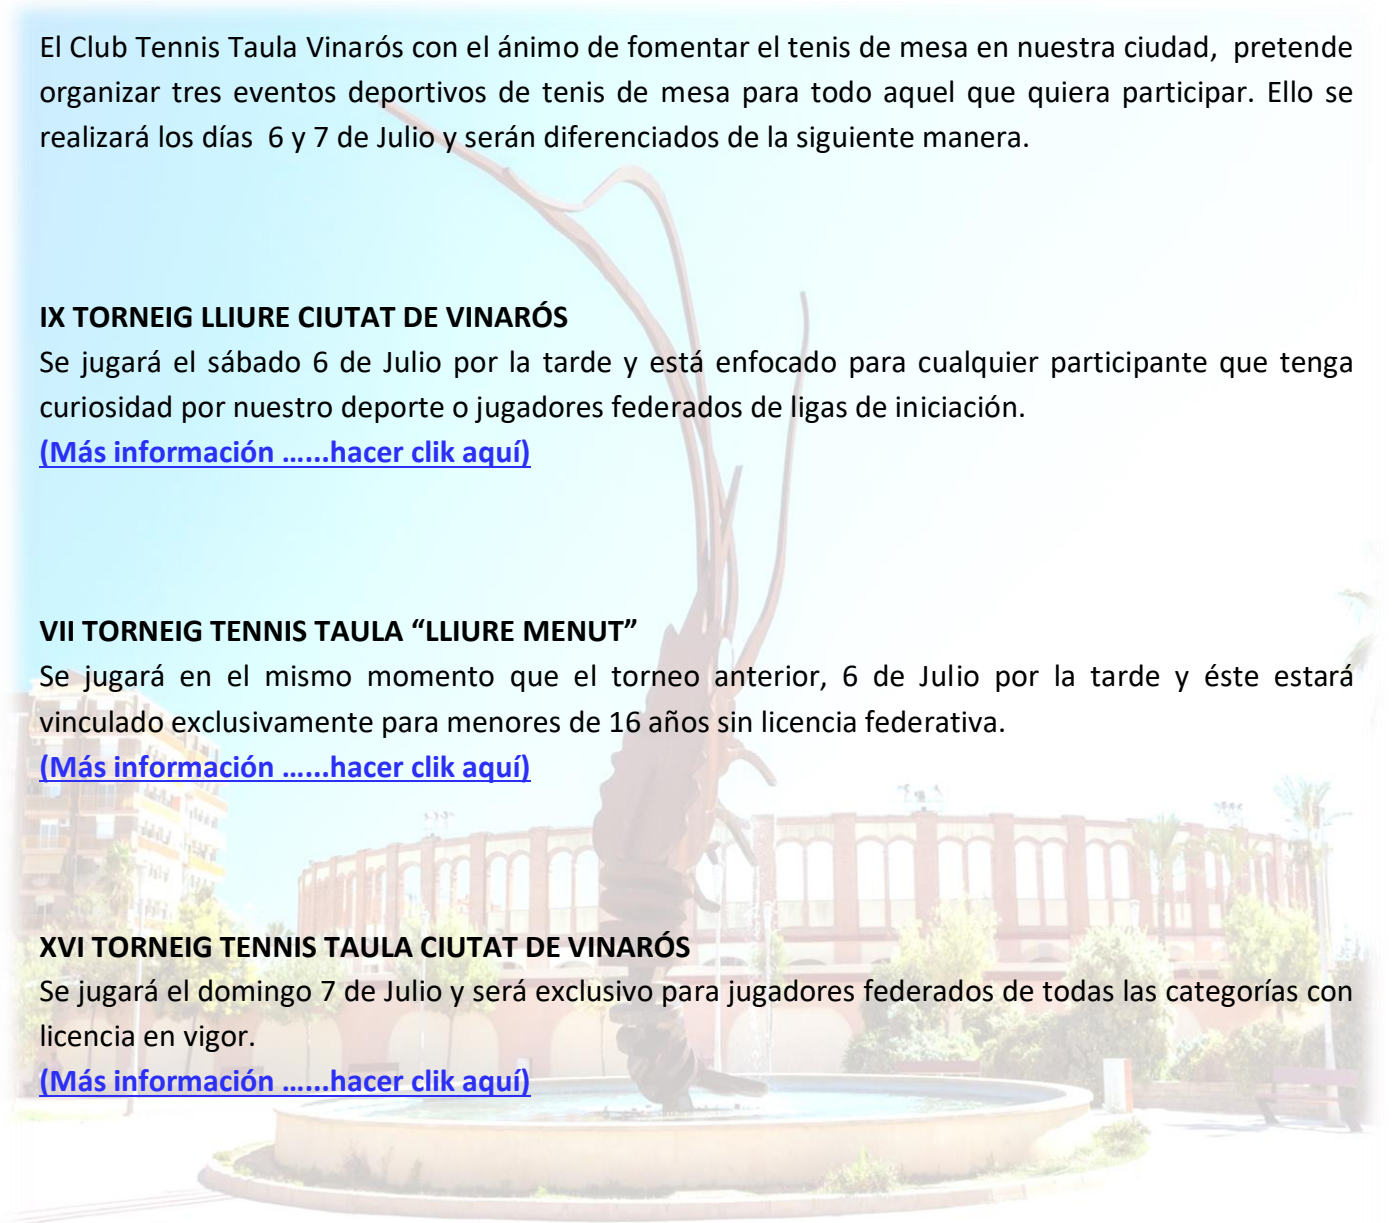 El Club Tennis Taula Vinarós con el ánimo de fomentar el tenis de mesa en nuestra ciudad, pretende
organizar tres eventos deportivos de tenis de mesa para todo aquel que quiera participar. Ello se
realizará los días 6 y 7 de Julio y serán diferenciados de la siguiente manera.
IX TORNEIG LLIURE CIUTAT DE VINARÓS
Se jugará el sábado 6 de Julio por la tarde y está enfocado para cualquier participante que tenga
curiosidad por nuestro deporte o jugadores federados de ligas de iniciación.
(Más información …...hacer clik aquí)
VII TORNEIG TENNIS TAULA “LLIURE MENUT”
Se jugará en el mismo momento que el torneo anterior, 6 de Julio por la tarde y éste estará
vinculado exclusivamente para menores de 16 años sin licencia federativa.
(Más información …...hacer clik aquí)
XVI TORNEIG TENNIS TAULA CIUTAT DE VINARÓS
Se jugará el domingo 7 de Julio y será exclusivo para jugadores federados de todas las categorías con
licencia en vigor.
(Más información …...hacer clik aquí)